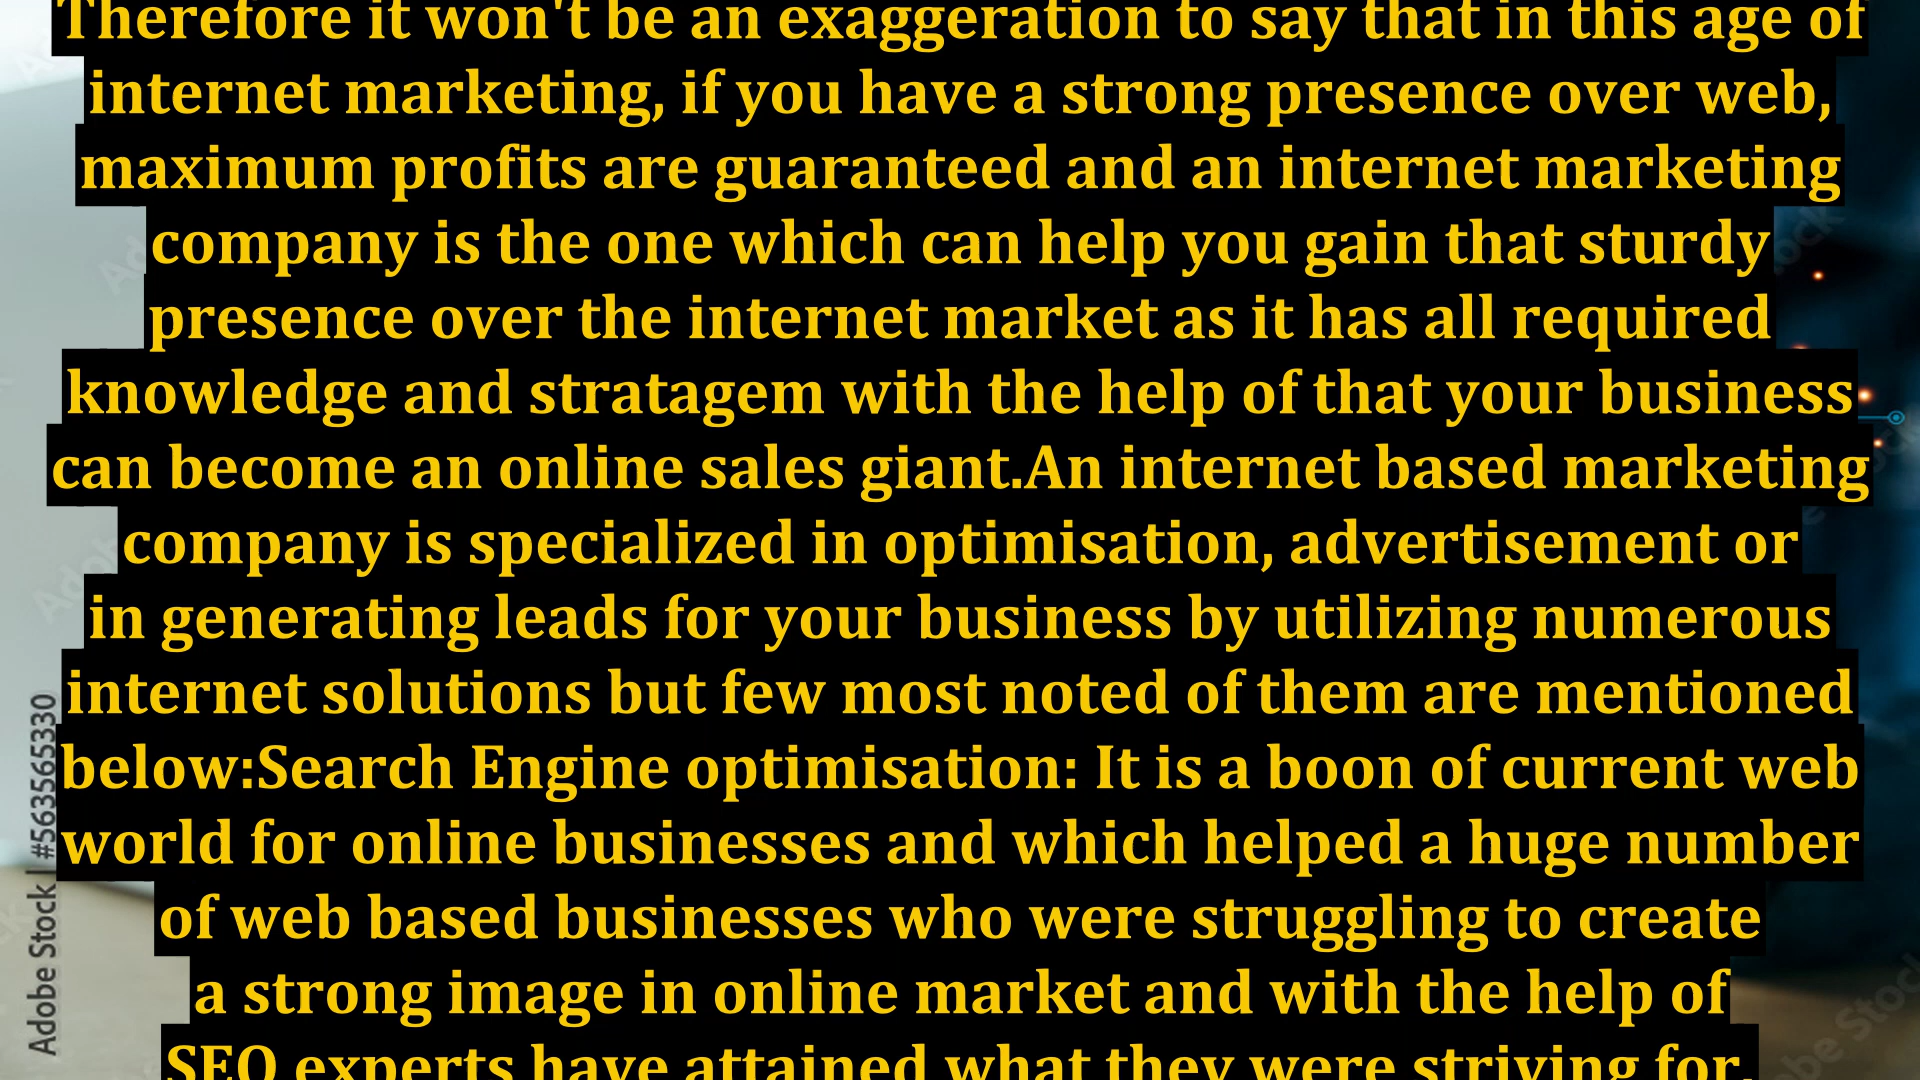 Therefore it won't be an exaggeration to say that in this age of
internet marketing, if you have a strong presence over web,
maximum profits are guaranteed and an internet marketing
company is the one which can help you gain that sturdy
presence over the internet market as it has all required
knowledge and stratagem with the help of that your business
can become an online sales giant.An internet based marketing
company is specialized in optimisation, advertisement or
in generating leads for your business by utilizing numerous
internet solutions but few most noted of them are mentioned
below:Search Engine optimisation: It is a boon of current web
world for online businesses and which helped a huge number
of web based businesses who were struggling to create
a strong image in online market and with the help of
SEO experts have attained what they were striving for.
Adobe Stock | #563565330